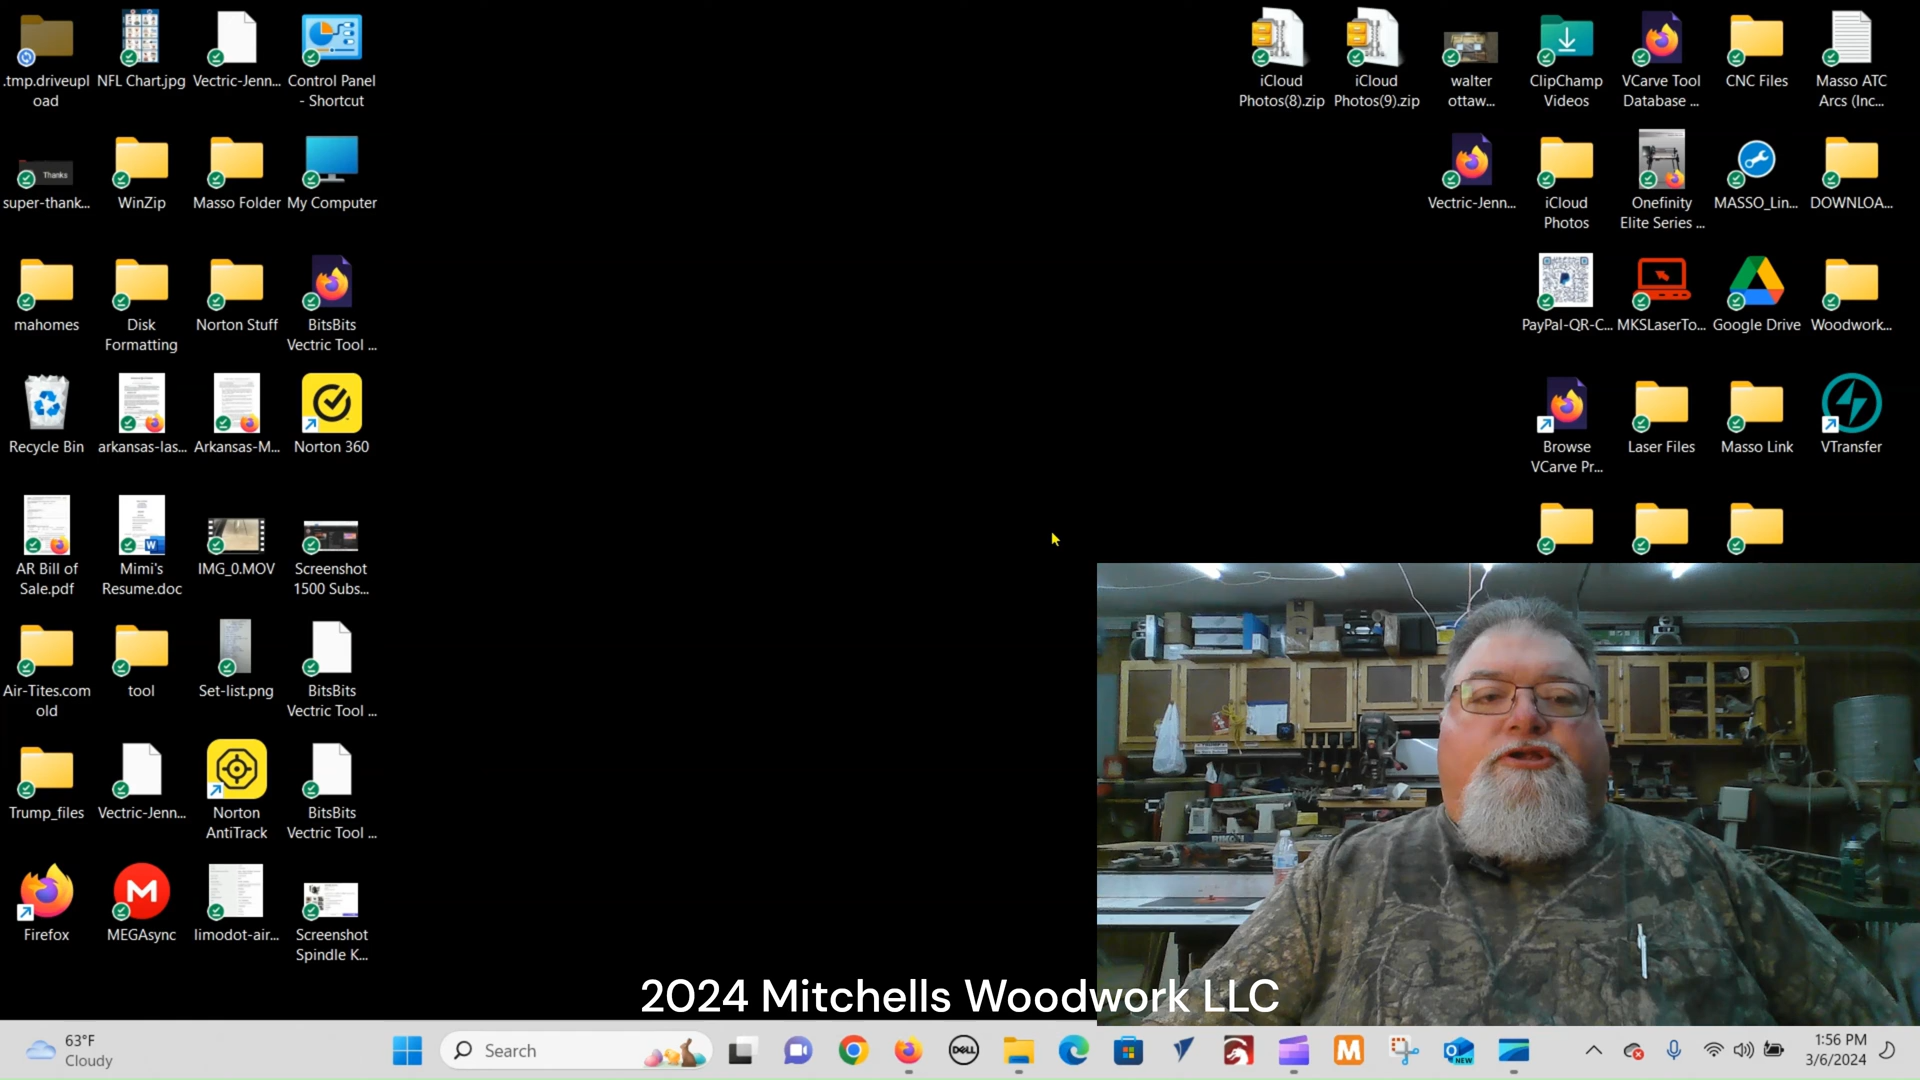 .tmp.driveupl
oad
NFL Chart.jpg
Vectric-Jenn...
Control Panel
- Shortcut
iCloud
Photos(8).zip
iCloud
Photos(9).zip
walter
ottaw...
ClipChamp
Videos
VCarve Tool
Database ...
CNC Files
Masso ATC
Arcs (Inc...
Thanks
super-thank...
WinZip
Masso Folder
My Computer
Vectric-Jenn...
iCloud
Photos
Onefinity
Elite Series ...
MASSO_Lin...
DOWNLOA...
mahomes
Disk
Formatting
Norton Stuff
BitsBits
Vectric Tool ...
PayPal-QR-C...
MKSLaserTo...
Google Drive
Woodwork...
Recycle Bin
arkansas-las...
Arkansas-M...
Norton 360
Browse
VCarve Pr...
Laser Files
Masso Link
VTransfer
AR Bill of
Sale.pdf
W
Mimi's
Resume.doc
IMG_0.MOV
Screenshot
1500 Subs...
Air-Tites.com
old
tool
Set-list.png
BitsBits
Vectric Tool ...
Trump_files
Vectric-Jenn...
Norton
AntiTrack
BitsBits
Vectric Tool ...
Firefox
M
MEGAsync
limodot-air...
Screenshot
Spindle K...
2024 Mitchells Woodwork LLC
63°F
Cloudy
Search
DELL
M
NEW
1:56 PM
3/6/2024